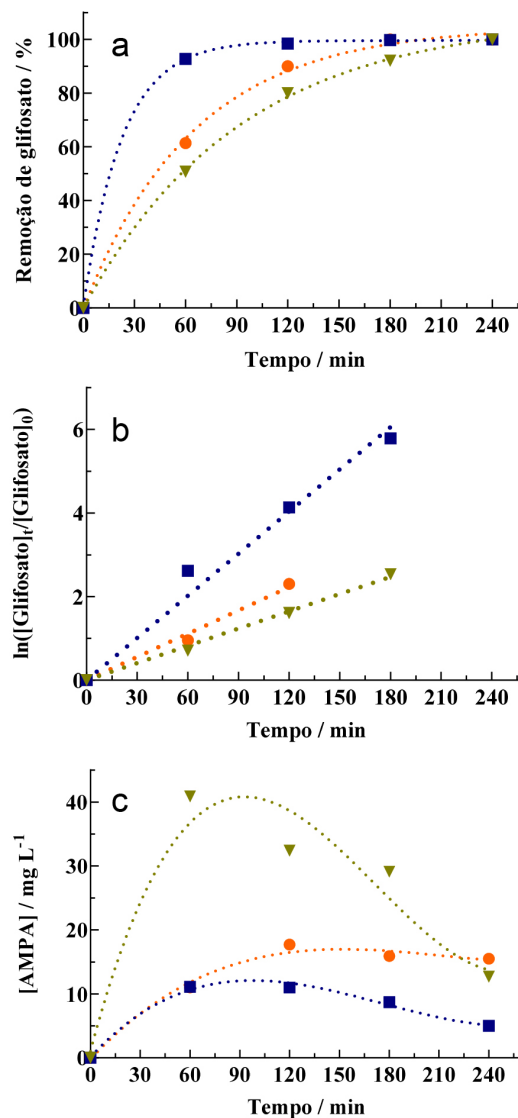 a
Remoção de glifosato / %
100
80
60
40
20
0
0 30 60 90 120 150 180 210 240
Tempo / min
b
ln([Glifosato]t/[Glifosato]0)
6
4
2
0
0 30 60 90 120 150 180 210 240
Tempo / min
c
[AMPA] / mg L-1
40
30
20
10
0
0 30 60 90 120 150 180 210 240
Tempo / min